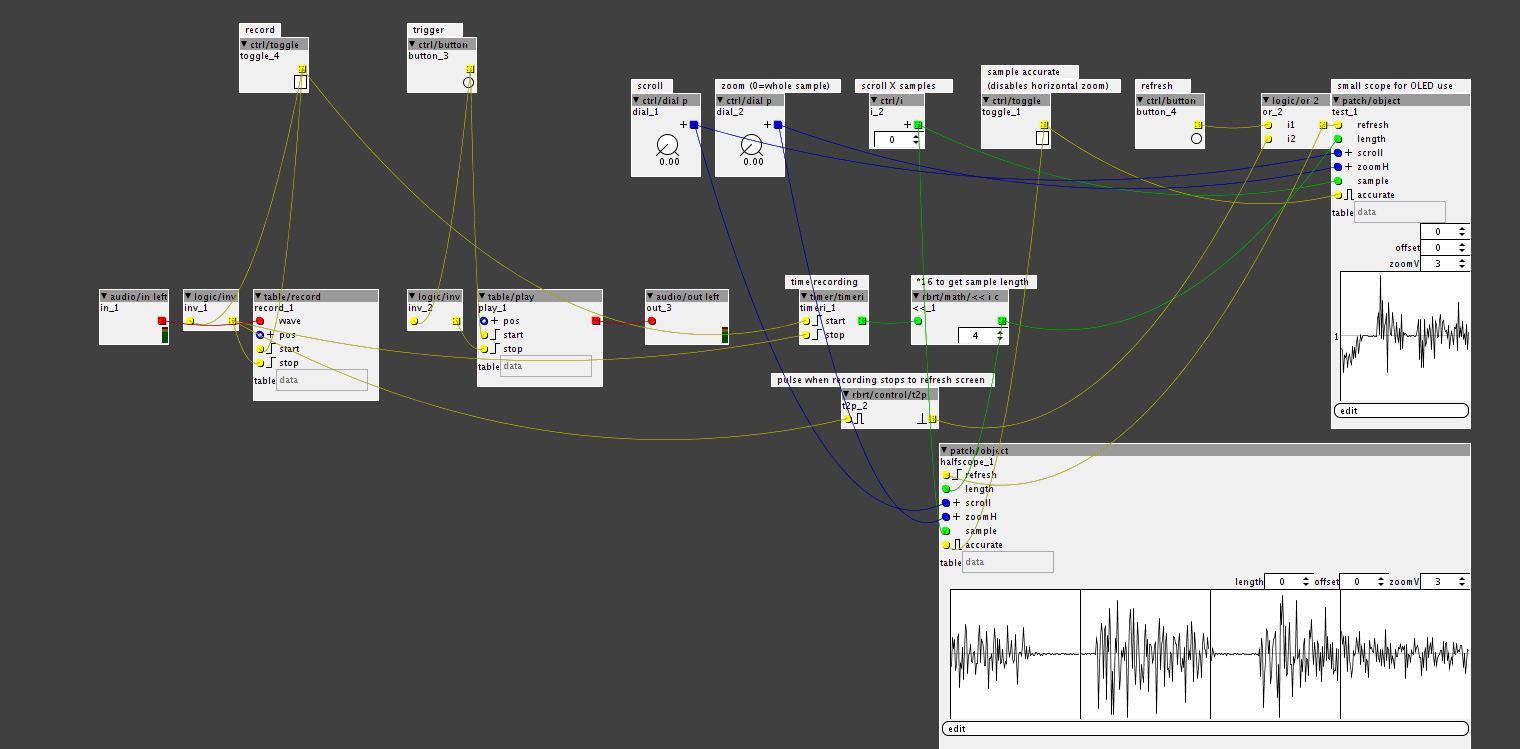 record
ctrl/toggle
toggle_4
trigger
ctrl/button
button_3
scroll
ctrl/dial p
dial_1
+
0.00
zoom (0=whole sample)
ctrl/dial p
dial_2
+
0.00
scroll X samples
ctrl/i
i_2
+
0
sample accurate
(disables horizontal zoom)
ctrl/toggle
toggle_1
refresh
ctrl/button
button_4
logic/or 2
or_2
i1
i2
small scope for OLED use
patch/object
test_1
refresh
length
+ scroll
+ zoomH
sample
accurate
table data
0
offset 0
zoomV 3
1
edit
audio/in left
in_1
logic/inv
inv_1
table/record
record_1
wave
+ pos
start
stop
table data
logic/inv
inv_2
table/play
play_1
+ pos
start
stop
table data
audio/out left
out_3
time recording
timer/timeri
timeri_1
start
stop
*16 to get sample length
rbrt/math/<< i c
<<_1
4
pulse when recording stops to refresh screen
rbrt/control/t2p
t2p_2
patch/object
halfscope_1
refresh
length
+ scroll
+ zoomH
sample
accurate
table data
length 0 offset 0 zoomV 3
edit